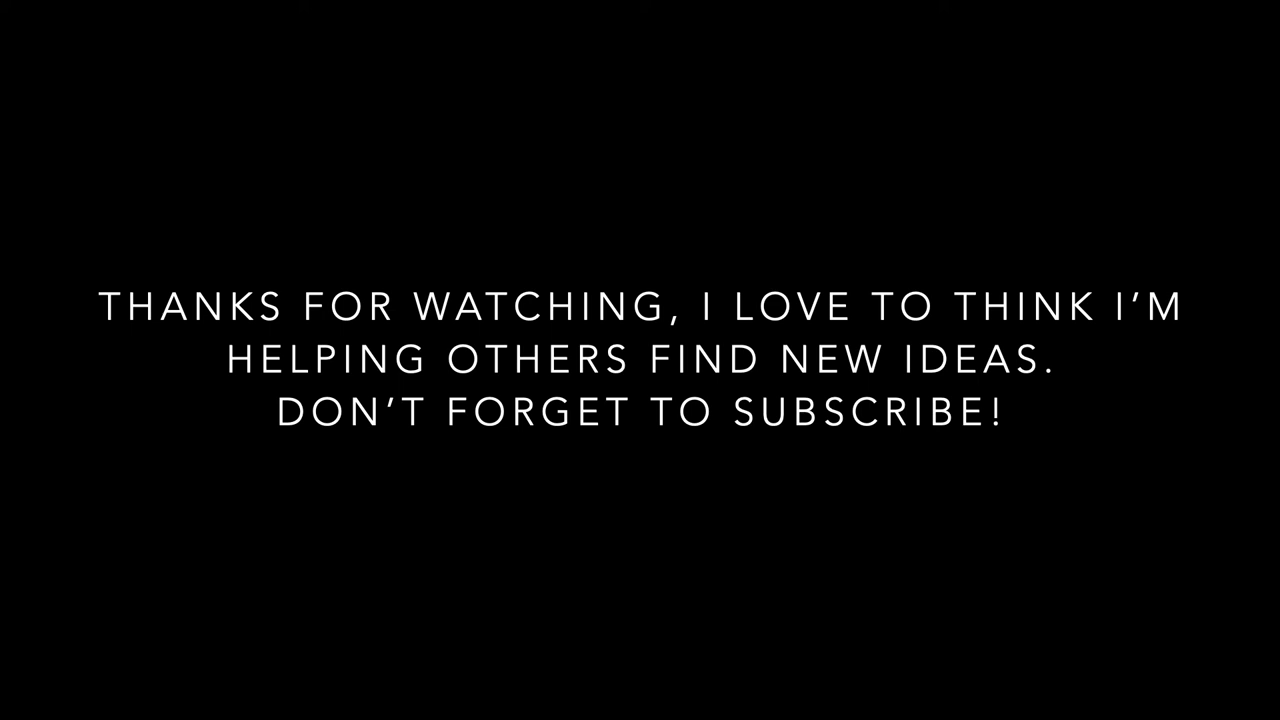 THANKS FOR WATCHING, I LOVE TO THINK I’M
HELPING OTHERS FIND NEW IDEAS.
DON’T FORGET TO SUBSCRIBE!